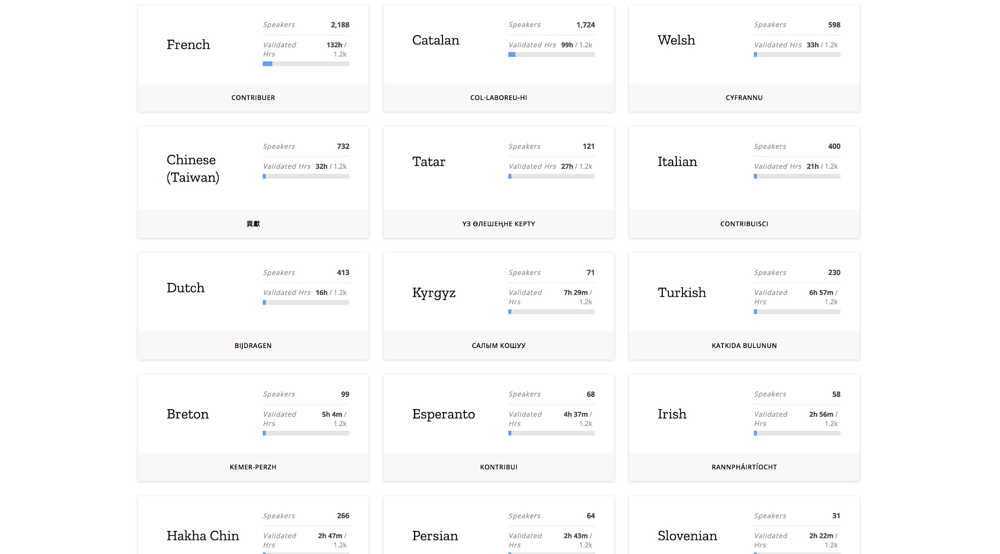 French
Speakers 2,188
Validated Hrs 132h / 1.2k
CONTRIBUER
Catalan
Speakers 1,724
Validated Hrs 99h / 1.2k
COL·LABOREU-HI
Welsh
Speakers 598
Validated Hrs 33h / 1.2k
CYFRANNU
Chinese
(Taiwan)
Speakers 732
Validated Hrs 32h / 1.2k
貢獻
Tatar
Speakers 121
Validated Hrs 27h / 1.2k
ҮЗ ӨЛЕШЕҢНЕ КЕРТҮ
Italian
Speakers 400
Validated Hrs 21h / 1.2k
CONTRIBUISCI
Dutch
Speakers 413
Validated Hrs 16h / 1.2k
BIJDRAGEN
Kyrgyz
Speakers 71
Validated Hrs 7h 29m / 1.2k
САЛЫМ КОШУУ
Turkish
Speakers 230
Validated Hrs 6h 57m / 1.2k
KATKIDA BULUNUN
Breton
Speakers 99
Validated Hrs 5h 4m / 1.2k
KEMER-PERZH
Esperanto
Speakers 68
Validated Hrs 4h 37m / 1.2k
KONTRIBUI
Irish
Speakers 58
Validated Hrs 2h 56m / 1.2k
RANNPHÁIRTÍOCHT
Hakha Chin
Speakers 266
Validated Hrs 2h 47m / 1.2k
Persian
Speakers 64
Validated Hrs 2h 43m / 1.2k
Slovenian
Speakers 31
Validated Hrs 2h 22m / 1.2k